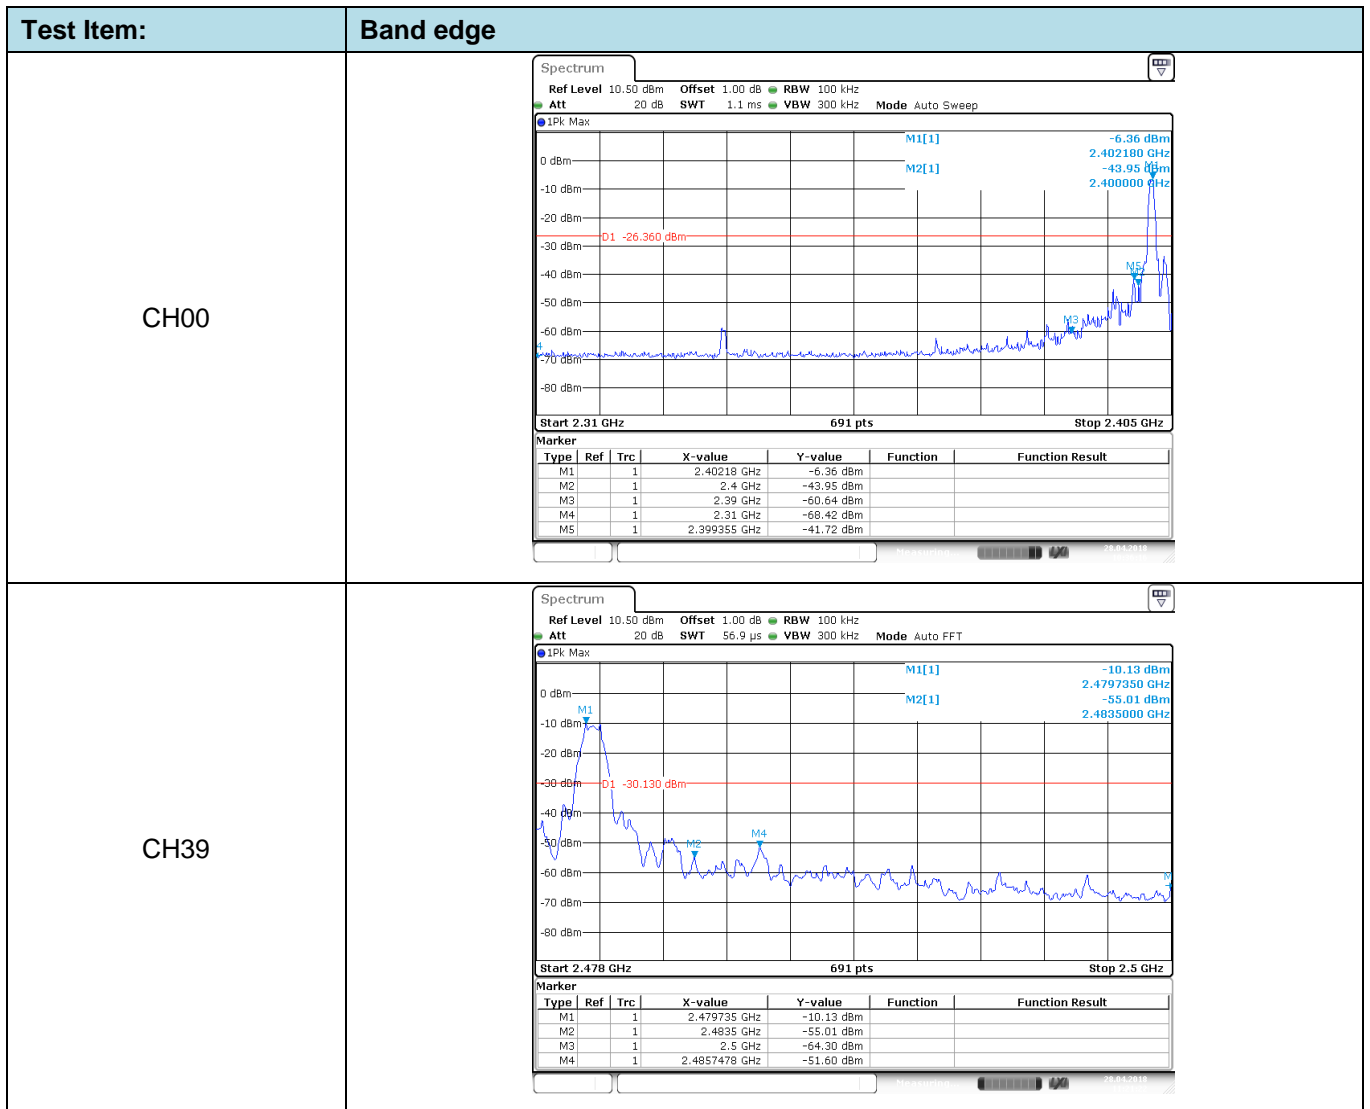 Test Item: Band edge
CH00
Spectrum
Ref Level 10.50 dBm Offset 1.00 dB RBW 100 kHz
Att 20 dB SWT 1.1 ms VBW 300 kHz Mode Auto Sweep
1Pk Max
M1[1] -6.36 dBm
2.402180 GHz
M2[1] -43.95 dBm
2.400000 GHz
M1
0 dBm
-10 dBm
-20 dBm
D1 -26.360 dBm
-30 dBm
-40 dBm
M5
M2
-50 dBm
M3
-60 dBm
4
-70 dBm
-80 dBm
Start 2.31 GHz 691 pts Stop 2.405 GHz
Marker
Type Ref Trc X-value Y-value Function Function Result
M1 1 2.40218 GHz -6.36 dBm
M2 1 2.4 GHz -43.95 dBm
M3 1 2.39 GHz -60.64 dBm
M4 1 2.31 GHz -68.42 dBm
M5 1 2.399355 GHz -41.72 dBm
Measuring... 28.04.2018
CH39
Spectrum
Ref Level 10.50 dBm Offset 1.00 dB RBW 100 kHz
Att 20 dB SWT 56.9 µs VBW 300 kHz Mode Auto FFT
1Pk Max
M1[1] -10.13 dBm
2.4797350 GHz
M2[1] -55.01 dBm
2.4835000 GHz
0 dBm
M1
-10 dBm
-20 dBm
-30 dBm
D1 -30.130 dBm
-40 dBm
-50 dBm
M2
M4
-60 dBm
M
-70 dBm
-80 dBm
Start 2.478 GHz 691 pts Stop 2.5 GHz
Marker
Type Ref Trc X-value Y-value Function Function Result
M1 1 2.479735 GHz -10.13 dBm
M2 1 2.4835 GHz -55.01 dBm
M3 1 2.5 GHz -64.30 dBm
M4 1 2.4857478 GHz -51.60 dBm
Measuring... 28.04.2018